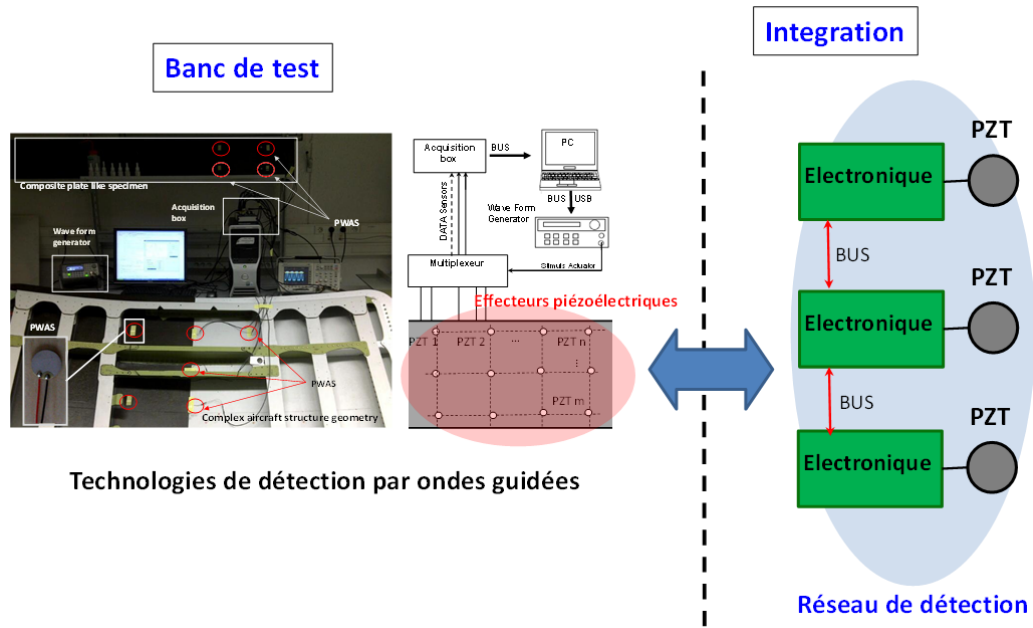 Banc de test
Integration
Composite plate like specimen
Acquisition
box
PWAS
Wave form
generator
PWAS
PWAS
Complex aircraft structure geometry
Acquisition
box
BUS
PC
DATA Sensors
BUS
USB
Wave Form
Generator
Multiplexeur
Stimuls Actuator
Effecteurs piézoélectriques
PZT 1
PZT 2
...
PZT n
...
PZT m
Technologies de détection par ondes guidées
PZT
Electronique
BUS
PZT
Electronique
BUS
PZT
Electronique
Réseau de détection